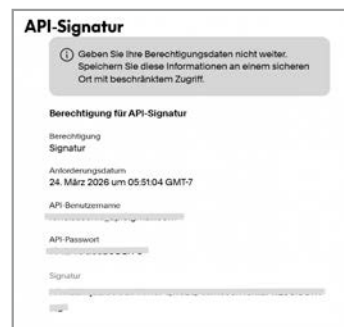 API-Signatur
Geben Sie Ihre Berechtigungsdaten nicht weiter.
Speichern Sie diese Informationen an einem sicheren
Ort mit beschränktem Zugriff.
Berechtigung für API-Signatur
Berechtigung
Signatur
Anforderungsdatum
24. März 2026 um 05:51:04 GMT-7
API-Benutzername
API-Passwort
Signatur